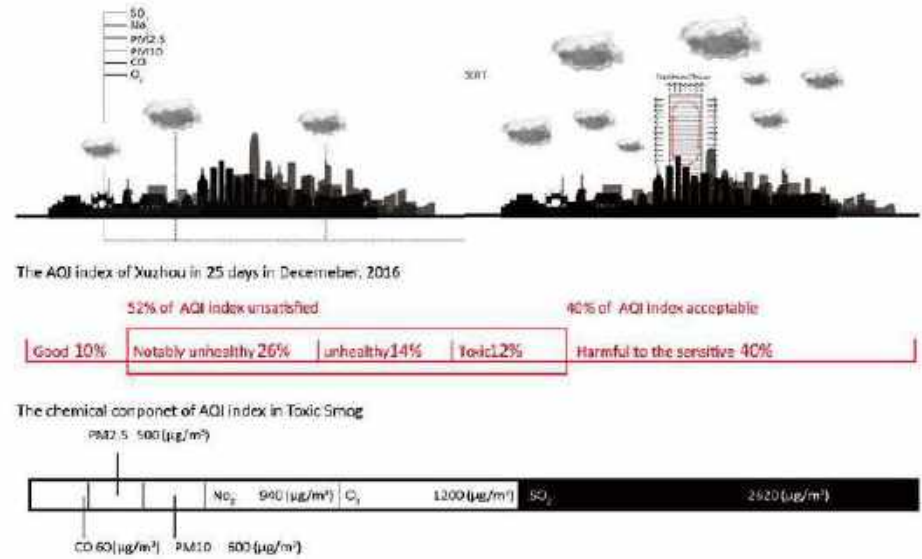 SO
No
PM2.5
PM10
CO
O
The AQI index of Xuzhou in 25 days in Decemeber, 2016
52% of AQI index unsatisfied
40% of AQI index acceptable
Good 10%
Notably unhealthy 26%
unhealthy14%
Toxic12%
Harmful to the sensitive 40%
The chemical conponet of AQI index in Toxic Smog
PM2.5 500(μg/m³)
No₂ 940(μg/m³)
O₃ 1200(μg/m³)
SO₂ 2620(μg/m³)
CO 60(μg/m³)
PM10 600(μg/m³)